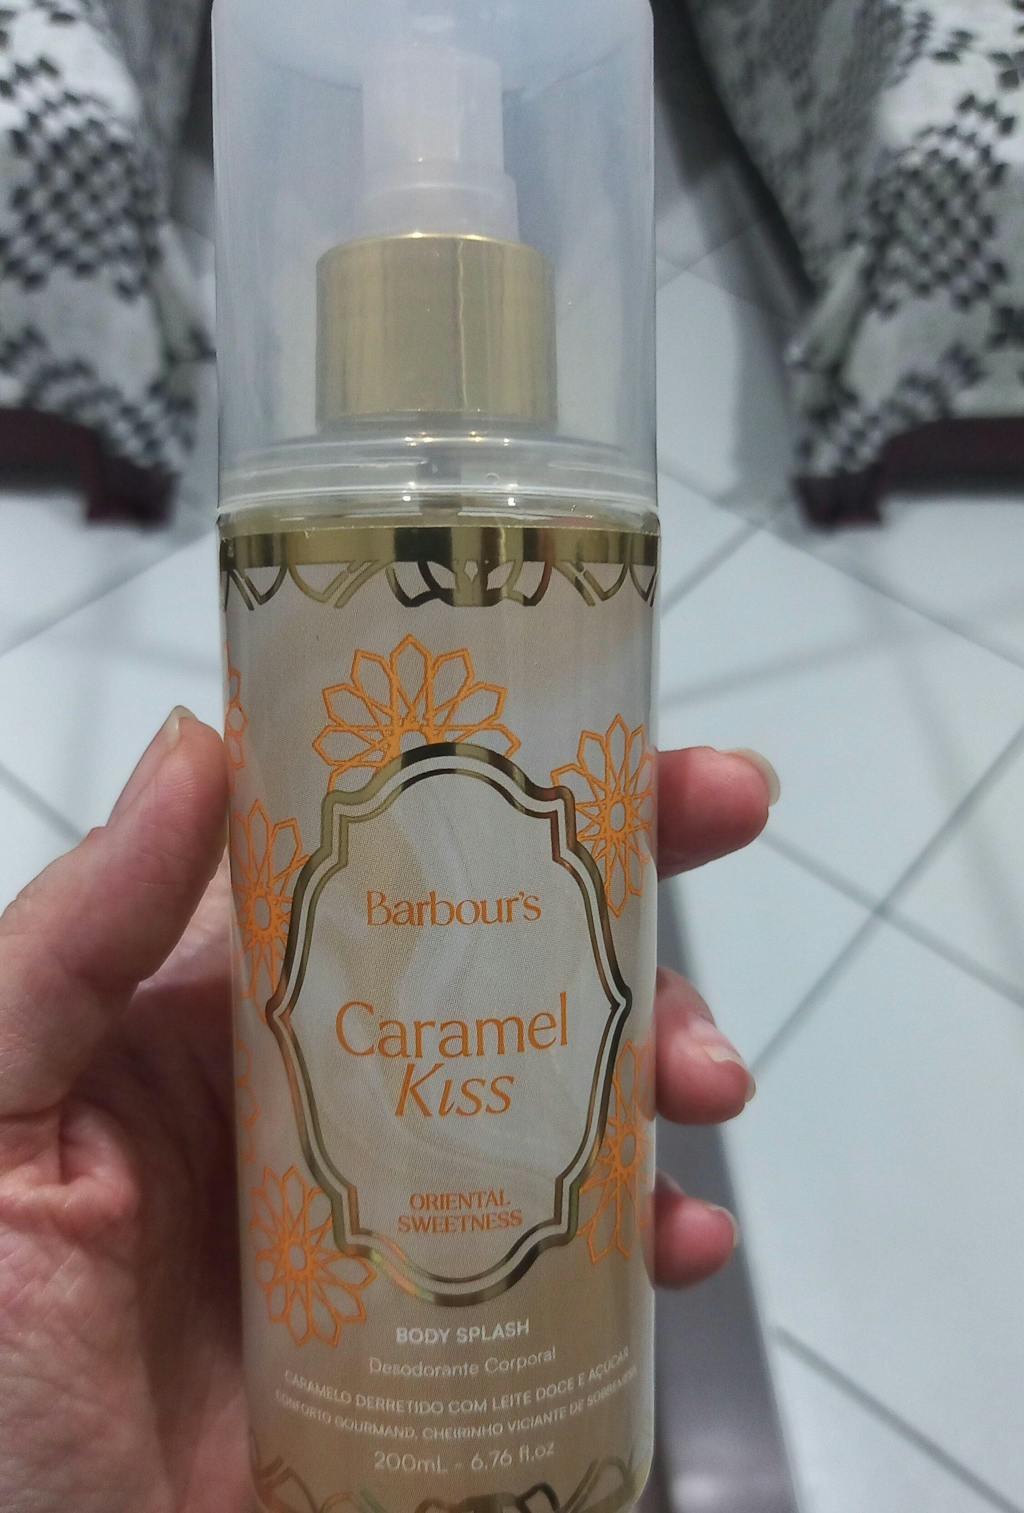 Barbour's
Caramel
Kiss
ORIENTAL
SWEETNESS
BODY SPLASH
Desodorante Corporal
CARAMELO DERRETIDO COM LEITE DOCE E AÇÚCAR
CONFORTO GOURMAND, CHEIRINHO VICIANTE DE SOBREMESA
200mL - 6.76 fl.oz